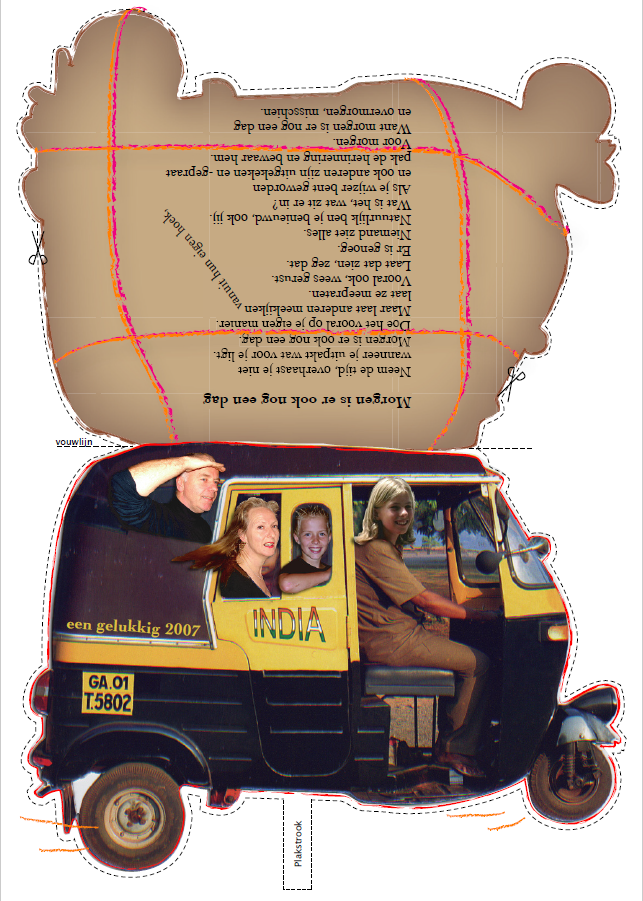 Morgen is er ook nog een dag
Neem de tijd, overhaast je niet
wanneer je uitpakt wat voor je ligt.
Morgen is er ook nog een dag.
Doe het vooral op je eigen manier.
Maar laat anderen meekijken
vanuit hun eigen hoek,
laat ze meepraten.
Vooral ook, wees gerust.
Laat dat zien, zeg dat.
Er is genoeg.
Niemand ziet alles.
Natuurlijk ben je benieuwd, ook jij.
Wat is het, wat zit er in?
Als je wijzer bent geworden
en ook anderen zijn uitgekeken en -gepraat
pak de herinnering en bewaar hem.
Voor morgen.
Want morgen is er nog een dag
en overmorgen, misschien.
vouwlijn
een gelukkig 2007
INDIA
GA.01
T.5802
Plakstrook